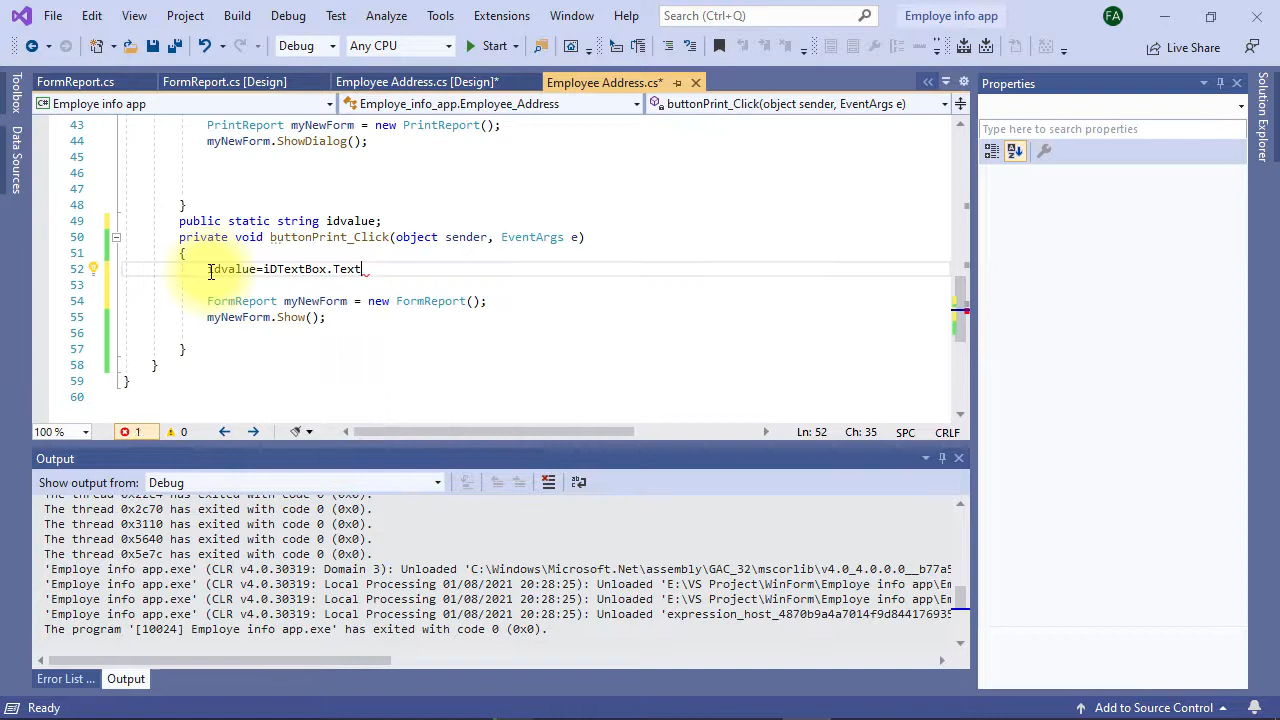 File Edit View Project Build Debug Test Analyze Tools Extensions Window Help Search (Ctrl+Q) Employe info app FA
Debug Any CPU Start Live Share
FormReport.cs FormReport.cs [Design] Employee Address.cs [Design]* Employee Address.cs*
Employe info app Employe_info_app.Employee_Address buttonPrint_Click(object sender, EventArgs e)
Toolbox
Data Sources
43 PrintReport myNewForm = new PrintReport();
44 myNewForm.ShowDialog();
45
46
47
48 }
49 public static string idvalue;
50 private void buttonPrint_Click(object sender, EventArgs e)
51 {
52 idvalue=iDTextBox.Text
53
54 FormReport myNewForm = new FormReport();
55 myNewForm.Show();
56
57 }
58 }
59 }
60
100 % 1 0 Ln: 52 Ch: 35 SPC CRLF
Output
Show output from: Debug
The thread 0x22c4 has exited with code 0 (0x0).
The thread 0x2c70 has exited with code 0 (0x0).
The thread 0x3110 has exited with code 0 (0x0).
The thread 0x5640 has exited with code 0 (0x0).
The thread 0x5e7c has exited with code 0 (0x0).
'Employe info app.exe' (CLR v4.0.30319: Domain 3): Unloaded 'C:\Windows\Microsoft.Net\assembly\GAC_32\mscorlib\v4.0_4.0.0.0__b77a5
'Employe info app.exe' (CLR v4.0.30319: Local Processing 01/08/2021 20:28:25): Unloaded 'E:\VS Project\WinForm\Employe info app\Em
'Employe info app.exe' (CLR v4.0.30319: Local Processing 01/08/2021 20:28:25): Unloaded 'E:\VS Project\WinForm\Employe info app\Em
'Employe info app.exe' (CLR v4.0.30319: Local Processing 01/08/2021 20:28:25): Unloaded 'expression_host_4870b9a4a7014f9d844176935
The program '[10024] Employe info app.exe' has exited with code 0 (0x0).
Error List ... Output
Properties
Type here to search properties
Solution Explorer
Ready Add to Source Control